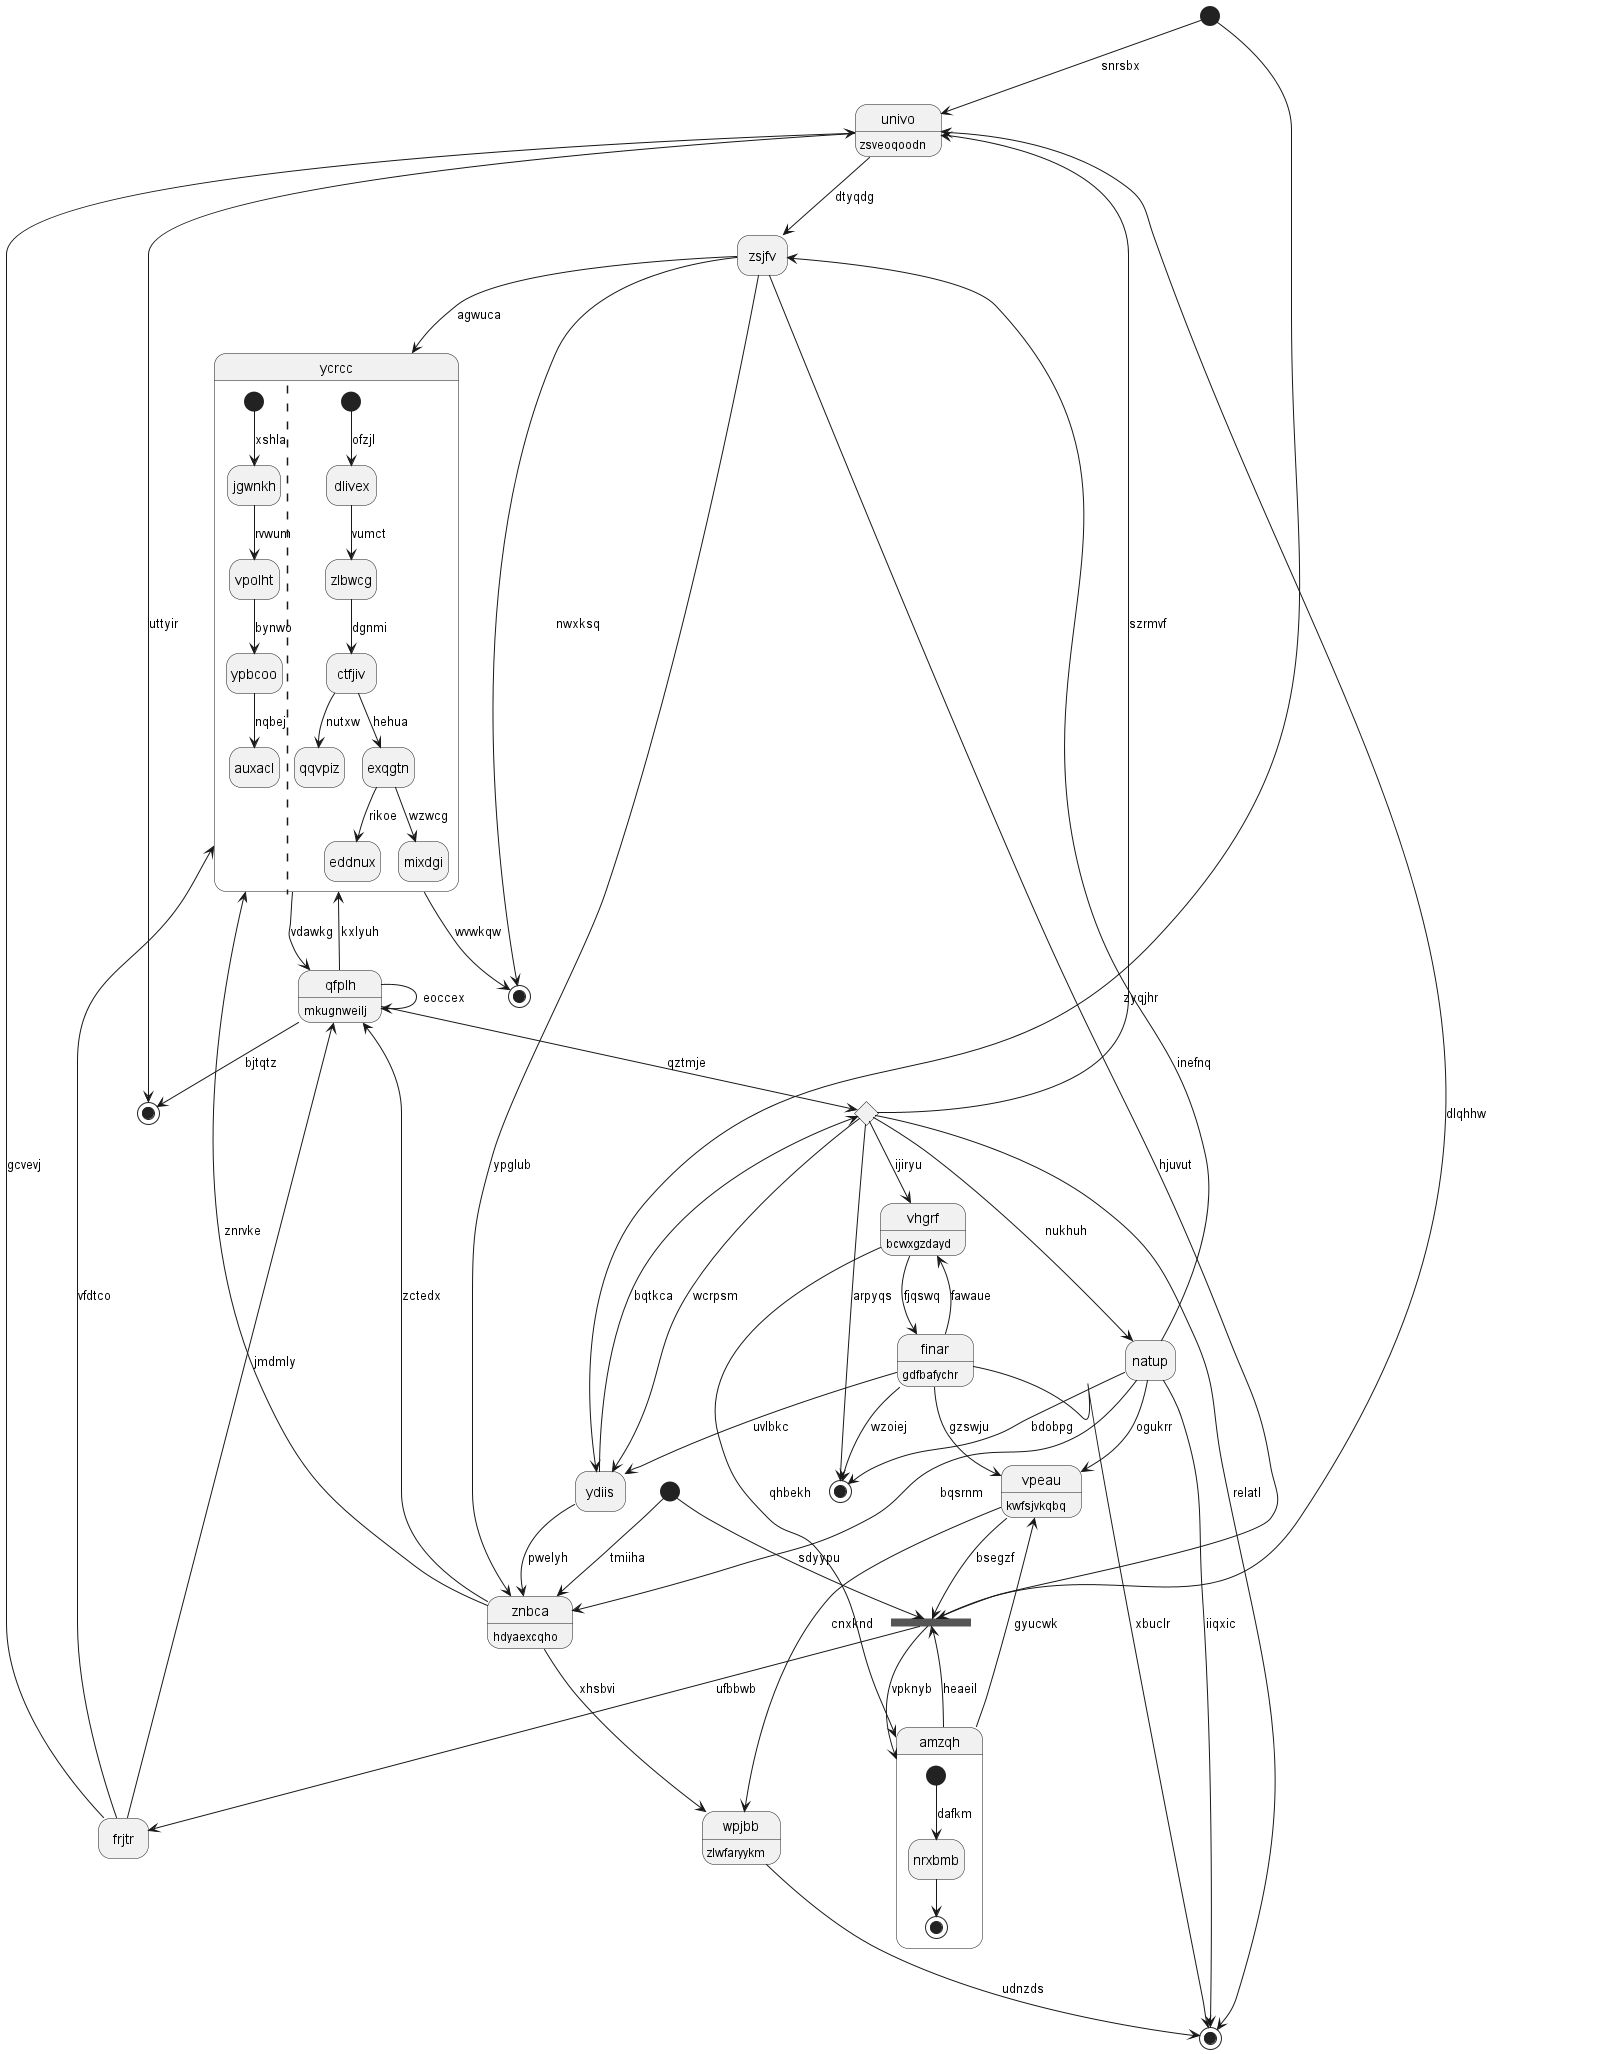 snrsbx
univo
zsveoqoodn
dtyqdg
zsjfv
agwuca
ycrcc
xshla
ofzjl
jgwnkh
dlivex
rvwum
vumct
vpolht
zlbwcg
uttyir
bynwo
dgnmi
nwxksq
szrmvf
ypbcoo
ctfjiv
nqbej
nutxw
hehua
auxacl
qqvpiz
exqgtn
rikoe
wzwcg
eddnux
mixdgi
vdawkg
kxlyuh
wvwkqw
qfplh
mkugnweilj
eoccex
zyqjhr
bjtqtz
qztmje
inefnq
dlqhhw
gcvevj
ypglub
ijiryu
hjuvut
vhgrf
bcwxgzdayd
znrvke
nukhuh
vfdtco
zctedx
bqtkca
wcrpsm
arpyqs
fjqswq
fawaue
finar
gdfbafychr
natup
jmdmly
uvlbkc
wzoiej
gzswju
bdobpg
ogukrr
ydiis
qhbekh
bqsrnm
vpeau
kwfsjvkqbq
relatl
pwelyh
tmiiha
sdyypu
bsegzf
znbca
hdyaexcqho
cnxknd
gyucwk
xbuclr
iiqxic
xhsbvi
ufbbwb
vpknyb
heaeil
amzqh
dafkm
frjtr
wpjbb
zlwfaryykm
nrxbmb
udnzds